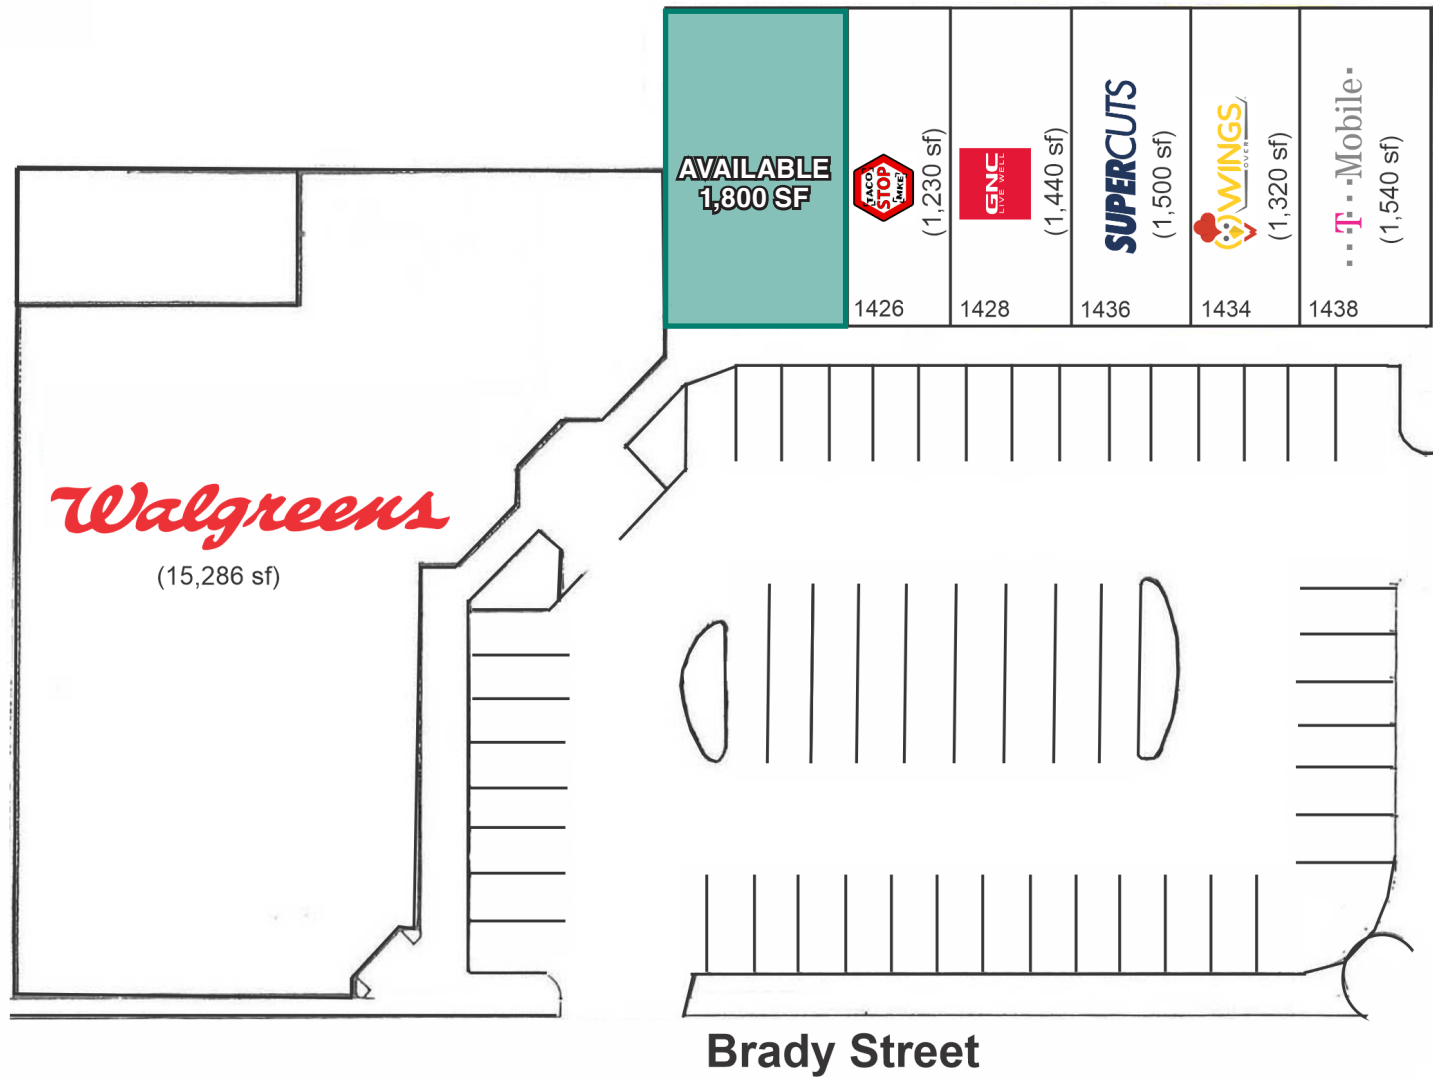 AVAILABLE
1,800 SF
TACO
STOP
MKE
(1,230 sf)
1426
GNC
LIVE WELL
(1,440 sf)
1428
SUPERCUTS
(1,500 sf)
1436
WINGS
OVER
(1,320 sf)
1434
T Mobile
(1,540 sf)
1438
Walgreens
(15,286 sf)
Brady Street